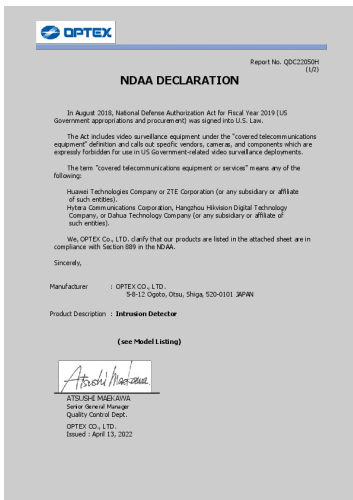 OPTEX
Report No. QDC22050H
(1/2)
NDAA DECLARATION
In August 2018, National Defense Authorization Act for Fiscal Year 2019 (US
Government appropriations and procurement) was signed into U.S. Law.
The Act includes video surveillance equipment under the "covered telecommunications
equipment" definition and calls out specific vendors, cameras, and components which are
expressly forbidden for use in US Government-related video surveillance deployments.
The term "covered telecommunications equipment or services" means any of the
following:
Huawei Technologies Company or ZTE Corporation (or any subsidiary or affiliate
of such entities).
Hytera Communications Corporation, Hangzhou Hikvision Digital Technology
Company, or Dahua Technology Company (or any subsidiary or affiliate of
such entities).
We, OPTEX Co., LTD. clarify that our products are listed in the attached sheet are in
compliance with Section 889 in the NDAA.
Sincerely,
Manufacturer : OPTEX CO., LTD.
5-8-12 Ogoto, Otsu, Shiga, 520-0101 JAPAN
Product Description : Intrusion Detector
(see Model Listing)
Atsushi Maekawa
ATSUSHI MAEKAWA
Senior General Manager
Quality Control Dept.
OPTEX CO., LTD.
Issued : April 13, 2022